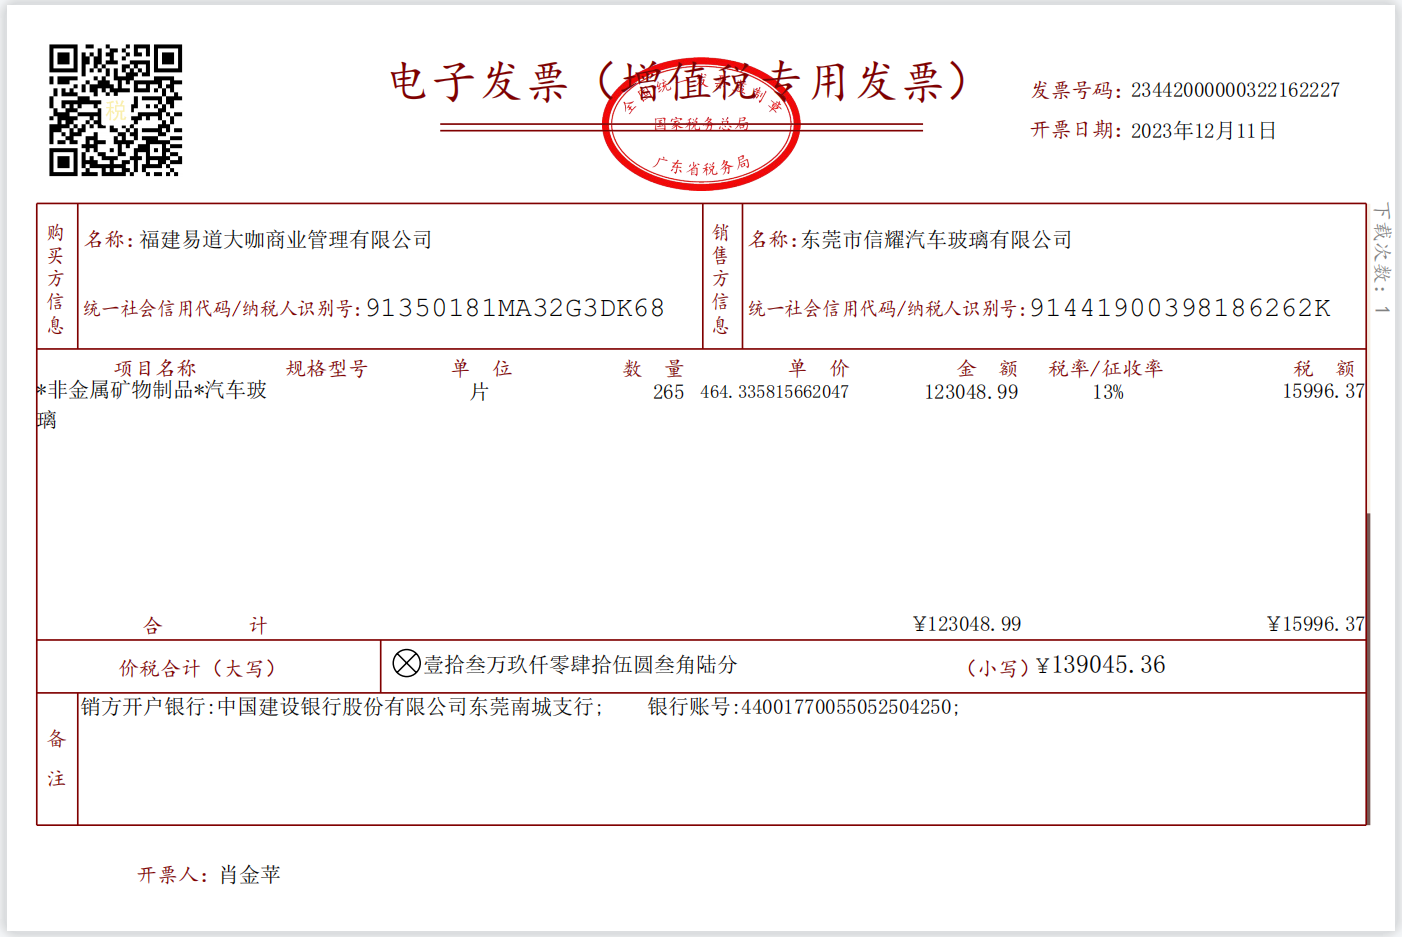 电子发票（增值税专用发票）
全国统一发票监制章
国家税务总局
广东省税务局
税
发票号码：23442000000322162227
开票日期：2023年12月11日
下载次数：1
购买方信息
名称：福建易道大咖商业管理有限公司
统一社会信用代码/纳税人识别号：91350181MA32G3DK68
销售方信息
名称：东莞市信耀汽车玻璃有限公司
统一社会信用代码/纳税人识别号：91441900398186262K
项目名称 规格型号 单位 数量 单价 金额 税率/征收率 税额
*非金属矿物制品*汽车玻 片 265 464.335815662047 123048.99 13% 15996.37
璃
合计 ¥123048.99 ¥15996.37
价税合计（大写） 壹拾叁万玖仟零肆拾伍圆叁角陆分 （小写）¥139045.36
备注
销方开户银行:中国建设银行股份有限公司东莞南城支行; 银行账号:44001770055052504250;
开票人：肖金苹